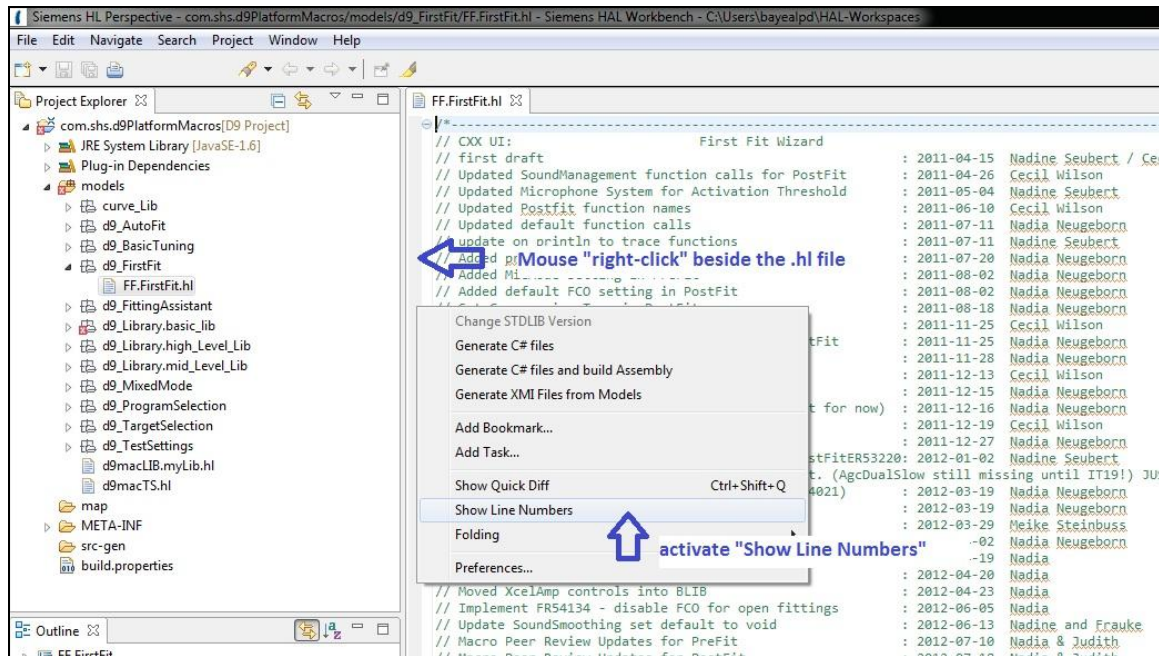 Siemens HL Perspective - com.shs.d9PlatformMacros/models/d9_FirstFit/FF.FirstFit.hl - Siemens HAL Workbench - C:\Users\bayealpd\HAL-Workspaces
File Edit Navigate Search Project Window Help
Project Explorer
com.shs.d9PlatformMacros[D9 Project]
JRE System Library [JavaSE-1.6]
Plug-in Dependencies
models
curve_Lib
d9_AutoFit
d9_BasicTuning
d9_FirstFit
FF.FirstFit.hl
d9_FittingAssistant
d9_Library.basic_lib
d9_Library.high_Level_Lib
d9_Library.mid_Level_Lib
d9_MixedMode
d9_ProgramSelection
d9_TargetSelection
d9_TestSettings
d9macLIB.myLib.hl
d9macTS.hl
map
META-INF
src-gen
build.properties
Outline
FF.FirstFit
FF.FirstFit.hl
/*------------------------------------------------------------
// CXX UI: First Fit Wizard
// first draft : 2011-04-15 Nadine Seubert / Ce
// Updated SoundManagement function calls for PostFit : 2011-04-26 Cecil Wilson
// Updated Microphone System for Activation Threshold : 2011-05-04 Nadine Seubert
// Updated Postfit function names : 2011-06-10 Cecil Wilson
// Updated default function calls : 2011-07-11 Nadia Neugeborn
// update on println to trace functions : 2011-07-11 Nadine Seubert
// Added : 2011-07-20 Nadia Neugeborn
Mouse "right-click" beside the .hl file
// Added : 2011-08-02 Nadia Neugeborn
// Added default FCO setting in PostFit : 2011-08-02 Nadia Neugeborn
: 2011-08-18 Nadia Neugeborn
: 2011-11-25 Cecil Wilson
tFit : 2011-11-25 Nadia Neugeborn
: 2011-11-28 Nadia Neugeborn
: 2011-12-13 Cecil Wilson
: 2011-12-15 Nadia Neugeborn
t for now) : 2011-12-16 Nadia Neugeborn
: 2011-12-19 Cecil Wilson
: 2011-12-27 Nadia Neugeborn
stFitER53220: 2012-01-02 Nadine Seubert
t. (AgcDualSlow still missing until IT19!) JU
4021) : 2012-03-19 Nadia Neugeborn
: 2012-03-19 Nadia Neugeborn
: 2012-03-29 Meike Steinbuss
-02 Nadia Neugeborn
-19 Nadia
: 2012-04-20 Nadia
Change STDLIB Version
Generate C# files
Generate C# files and build Assembly
Generate XMI Files from Models
Add Bookmark...
Add Task...
Show Quick Diff Ctrl+Shift+Q
Show Line Numbers
Folding
Preferences...
activate "Show Line Numbers"
// Moved XcelAmp controls into BLIB : 2012-04-23 Nadia
// Implement FR54134 - disable FCO for open fittings : 2012-06-05 Nadia
// Update SoundSmoothing set default to void : 2012-06-13 Nadine and Frauke
// Macro Peer Review Updates for PreFit : 2012-07-10 Nadia & Judith